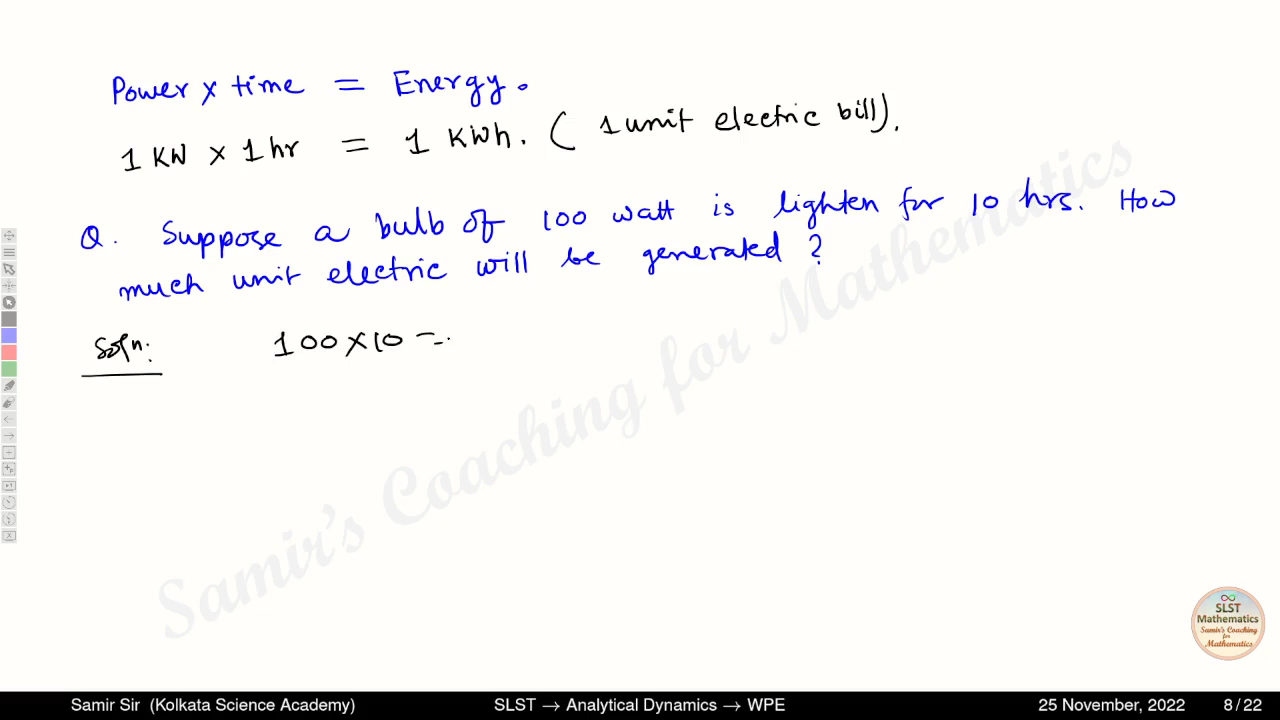 Power × time = Energy.
1 KW × 1 hr = 1 KWh. ( 1 unit electric bill).
Q. Suppose a bulb of 100 watt is lighten for 10 hrs. How
much unit electric will be generated ?
Solⁿ: 100 × 10 =
Samir's Coaching for Mathematics
SLST
Mathematics
Samir's Coaching
for
Mathematics
Samir Sir (Kolkata Science Academy) SLST → Analytical Dynamics → WPE 25 November, 2022 8 / 22